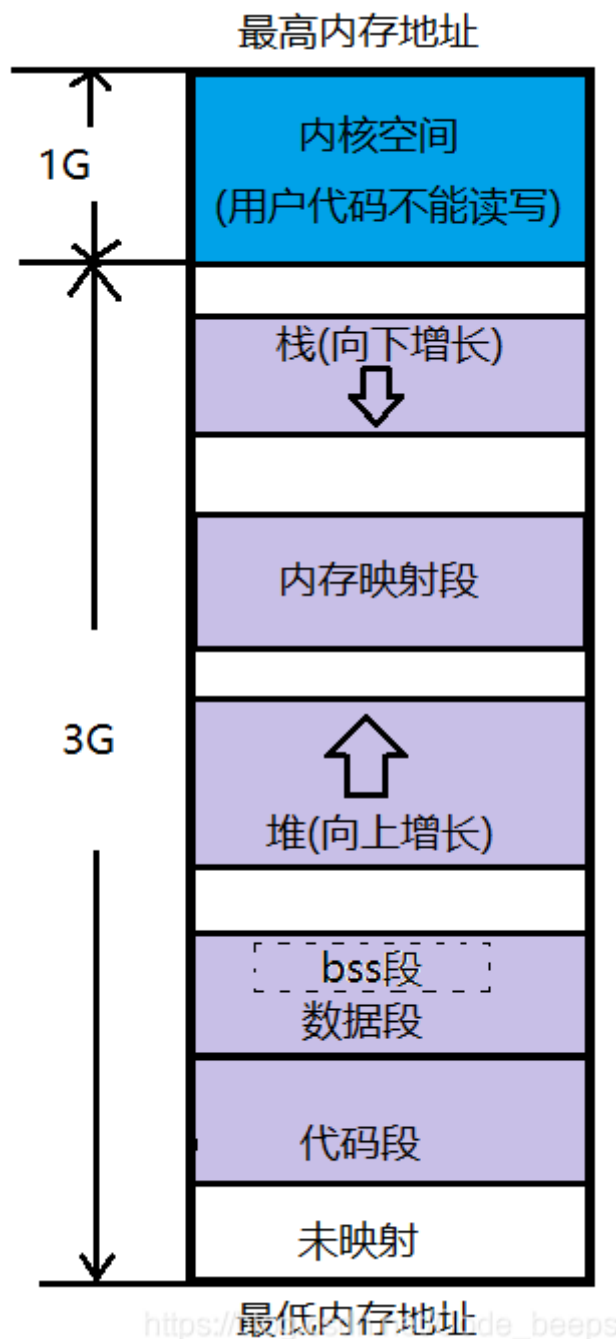 最高内存地址
1G
内核空间
(用户代码不能读写)
栈(向下增长)
内存映射段
3G
堆(向上增长)
bss段
数据段
代码段
未映射
最低内存地址